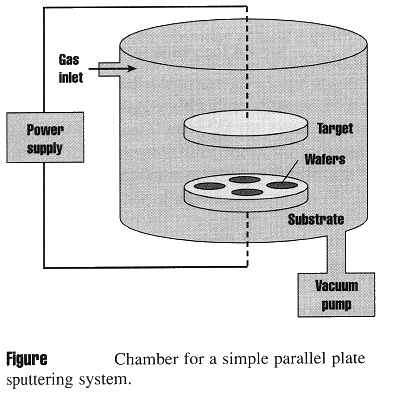 Gas
inlet
Power
supply
Target
Wafers
Substrate
Vacuum
pump
Figure Chamber for a simple parallel plate
sputtering system.